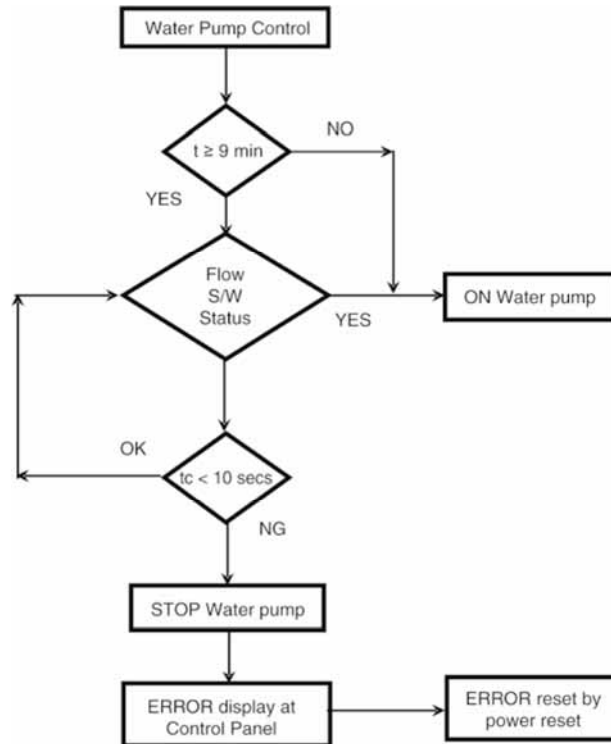 Water Pump Control
NO
t ≥ 9 min
YES
Flow
S/W
Status
YES
ON Water pump
OK
tc < 10 secs
NG
STOP Water pump
ERROR display at
Control Panel
ERROR reset by
power reset